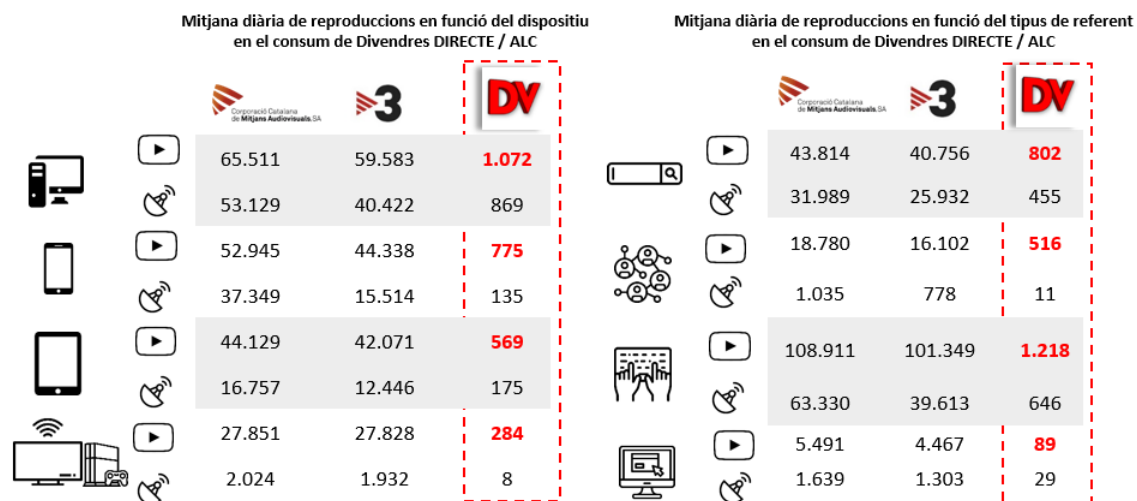 Mitjana diària de reproduccions en funció del dispositiu
en el consum de Divendres DIRECTE / ALC
Corporació Catalana
de Mitjans Audiovisuals, SA
3
DV
65.511 59.583 1.072
53.129 40.422 869
52.945 44.338 775
37.349 15.514 135
44.129 42.071 569
16.757 12.446 175
27.851 27.828 284
2.024 1.932 8
Mitjana diària de reproduccions en funció del tipus de referent
en el consum de Divendres DIRECTE / ALC
Corporació Catalana
de Mitjans Audiovisuals, SA
3
DV
43.814 40.756 802
31.989 25.932 455
18.780 16.102 516
1.035 778 11
108.911 101.349 1.218
63.330 39.613 646
5.491 4.467 89
1.639 1.303 29